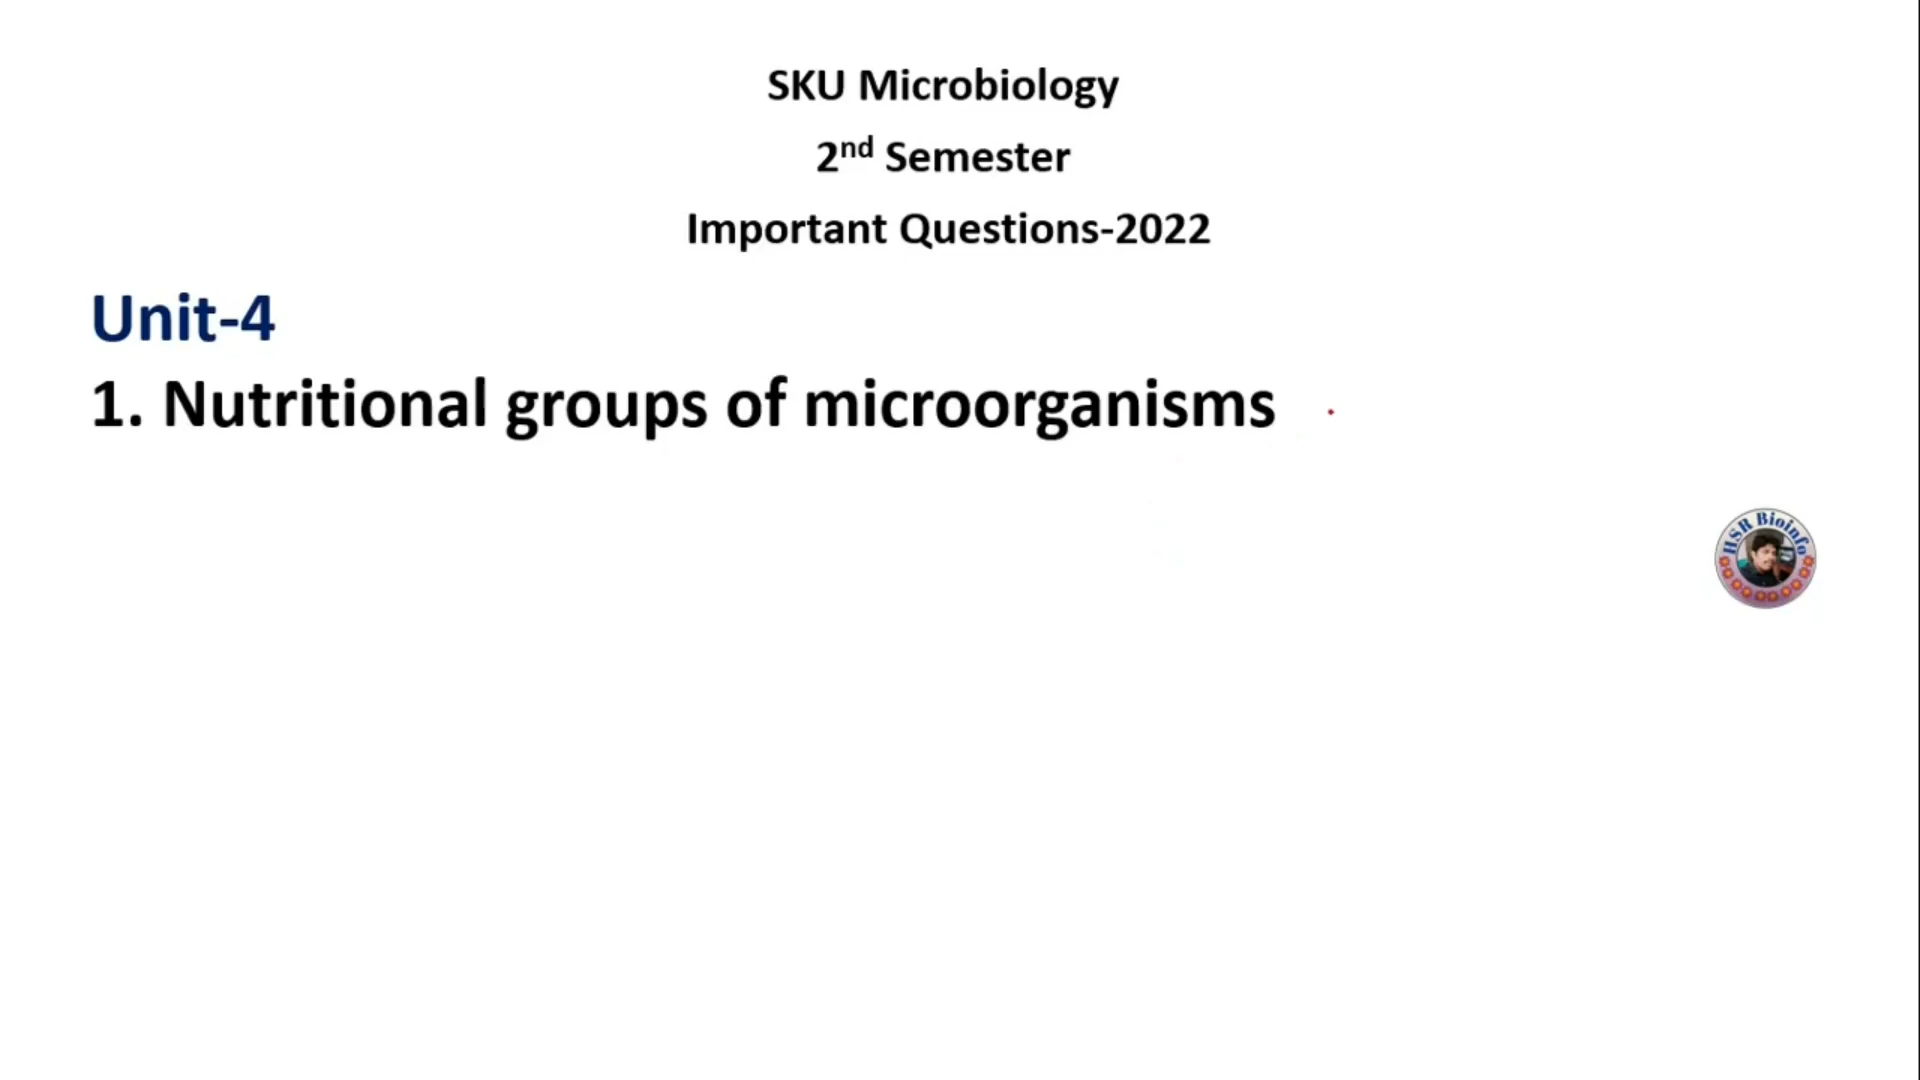 SKU Microbiology
2nd Semester
Important Questions-2022
Unit-4
1. Nutritional groups of microorganisms
HSR Bioinfo